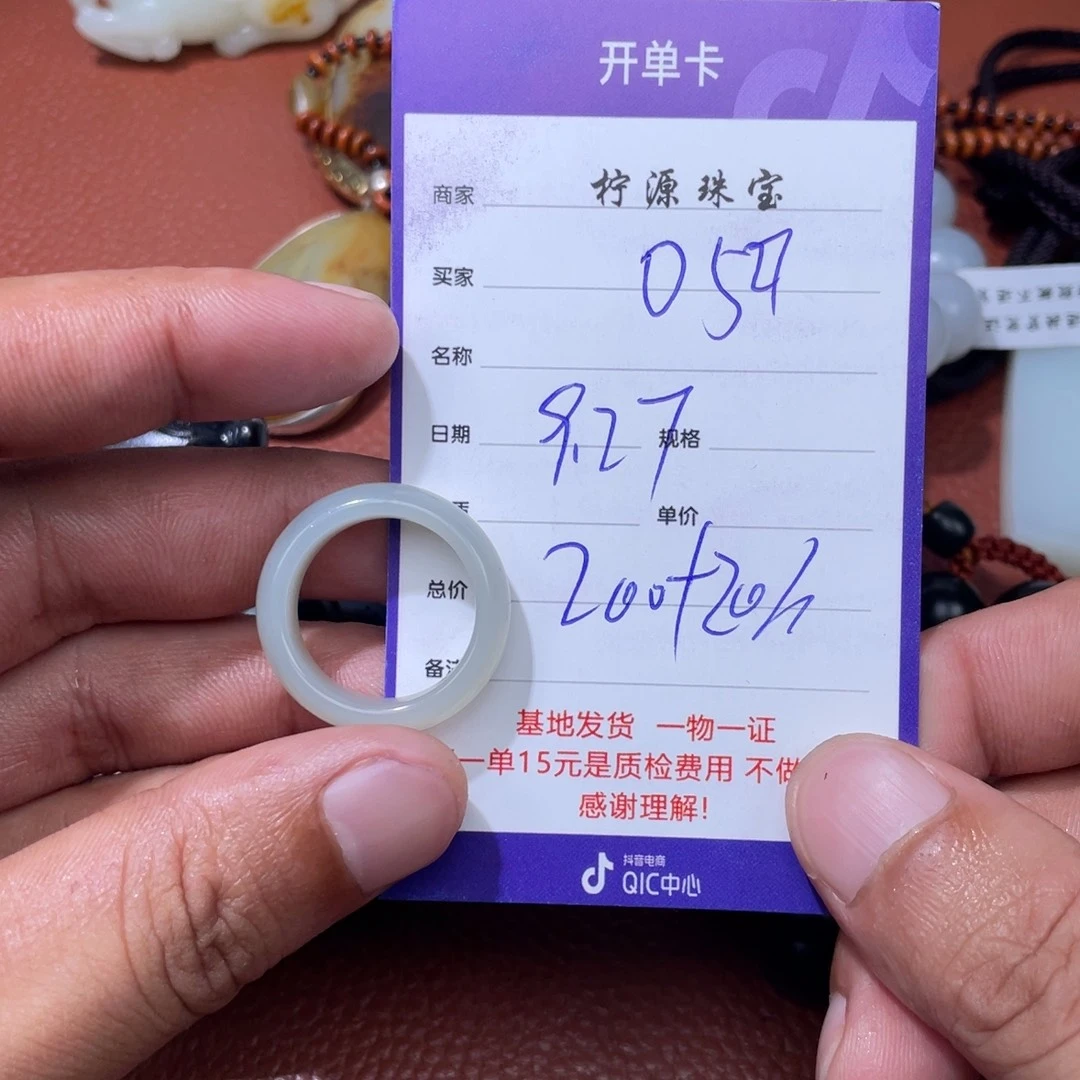 开单卡
商家 柠源珠宝
买家 054
名称
日期 9.27 规格
单价
总价 200+20/h
备注
基地发货 一物一证
一单15元是质检费用 不做
感谢理解!
抖音电商
QIC中心